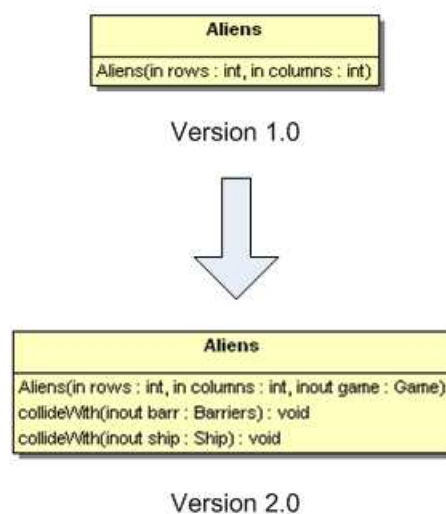 Aliens
Aliens(in rows : int, in columns : int)
Version 1.0
Aliens
Aliens(in rows : int, in columns : int, inout game : Game)
collideWith(inout barr : Barriers) : void
collideWith(inout ship : Ship) : void
Version 2.0